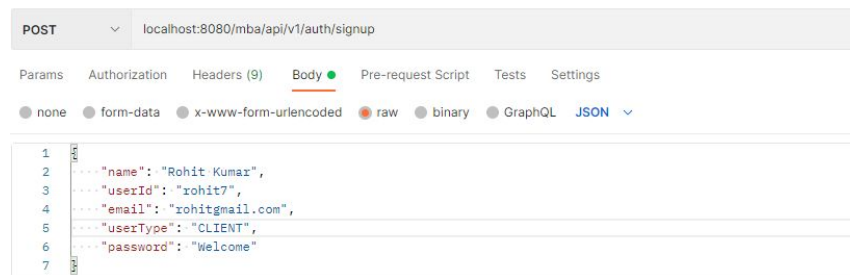 POST localhost:8080/mba/api/v1/auth/signup
Params Authorization Headers (9) Body Pre-request Script Tests Settings
none form-data x-www-form-urlencoded raw binary GraphQL JSON
1 {
2 "name": "Rohit Kumar",
3 "userId": "rohit7",
4 "email": "rohitgmail.com",
5 "userType": "CLIENT",
6 "password": "Welcome"
7 }